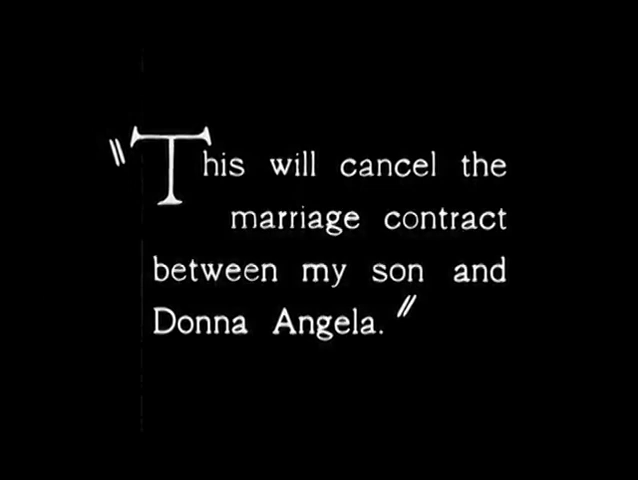 "This will cancel the
marriage contract
between my son and
Donna Angela."